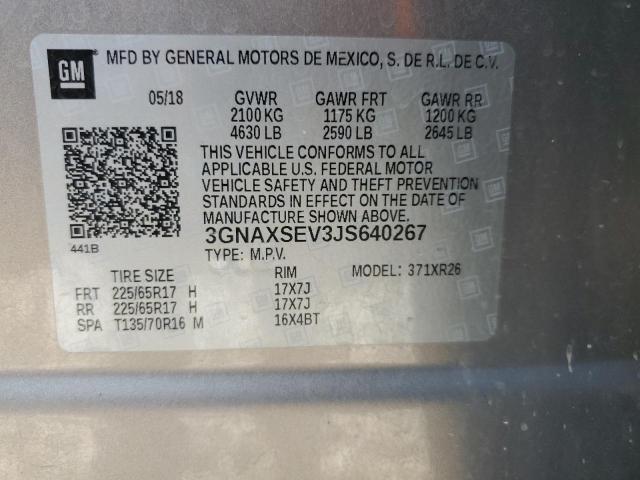 GM
MFD BY GENERAL MOTORS DE MEXICO, S. DE R.L. DE C.V.
05/18 GVWR GAWR FRT GAWR RR
2100 KG 1175 KG 1200 KG
4630 LB 2590 LB 2645 LB
THIS VEHICLE CONFORMS TO ALL
APPLICABLE U.S. FEDERAL MOTOR
VEHICLE SAFETY AND THEFT PREVENTION
STANDARDS IN EFFECT ON THE DATE OF
MANUFACTURE SHOWN ABOVE.
441B
3GNAXSEV3JS640267
TYPE: M.P.V.
TIRE SIZE RIM MODEL: 371XR26
FRT 225/65R17 H 17X7J
RR 225/65R17 H 17X7J
SPA T135/70R16 M 16X4BT